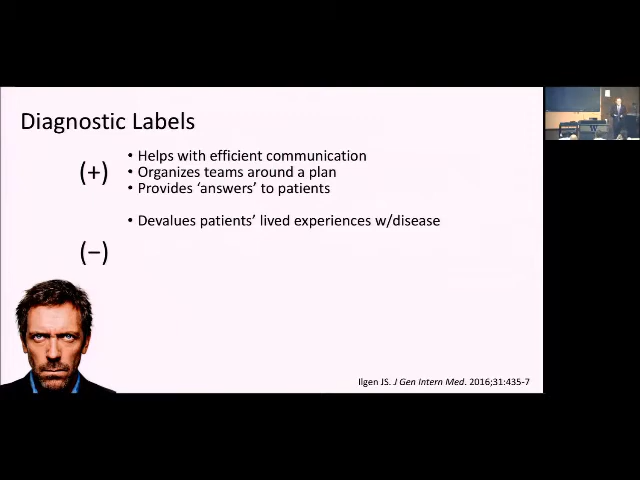 Diagnostic Labels
(+)
• Helps with efficient communication
• Organizes teams around a plan
• Provides ‘answers’ to patients
(−)
• Devalues patients’ lived experiences w/disease
Ilgen JS. J Gen Intern Med. 2016;31:435-7